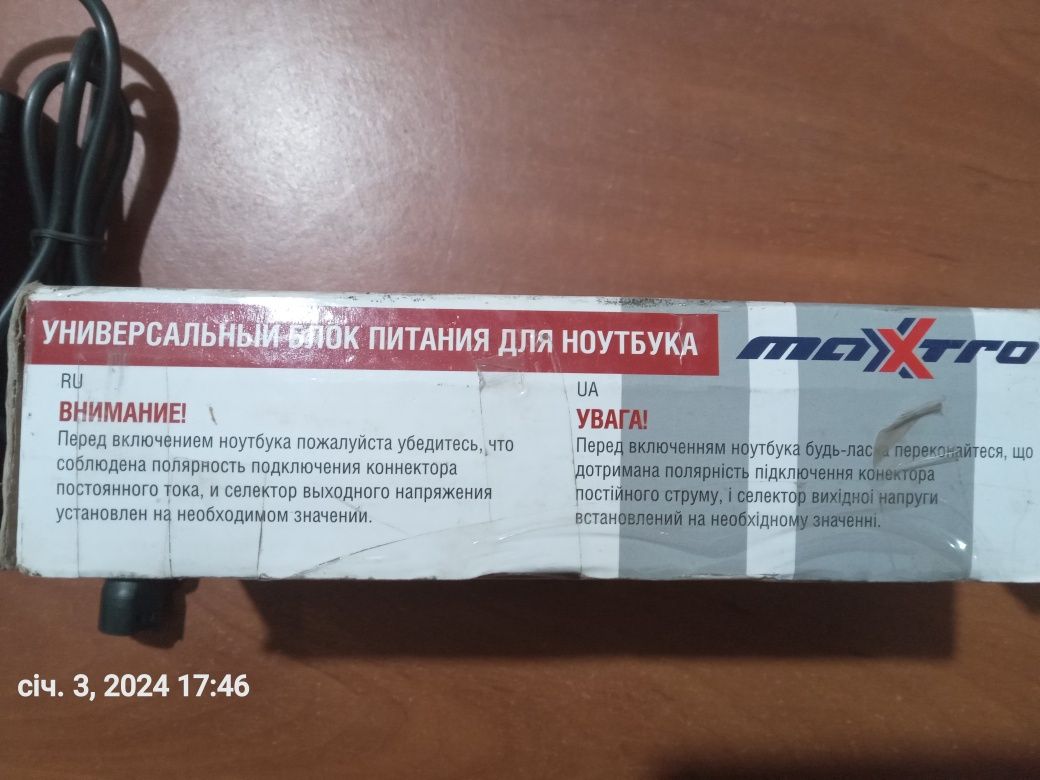 УНИВЕРСАЛЬНЫЙ БЛОК ПИТАНИЯ ДЛЯ НОУТБУКА
maxxtro
RU
ВНИМАНИЕ!
Перед включением ноутбука пожалуйста убедитесь, что
соблюдена полярность подключения коннектора
постоянного тока, и селектор выходного напряжения
установлен на необходимом значении.
UA
УВАГА!
Перед включенням ноутбука будь-ласка переконайтеся, що
дотримана полярність підключення конектора
постійного струму, і селектор вихідної напруги
встановлений на необхідному значенні.
січ. 3, 2024 17:46